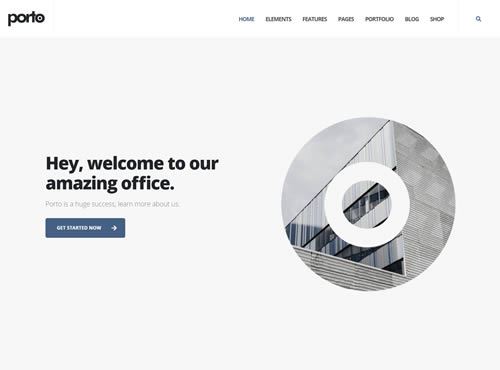 porto
HOME ELEMENTS FEATURES PAGES PORTFOLIO BLOG SHOP
Hey, welcome to our
amazing office.
Porto is a huge success, learn more about us.
GET STARTED NOW